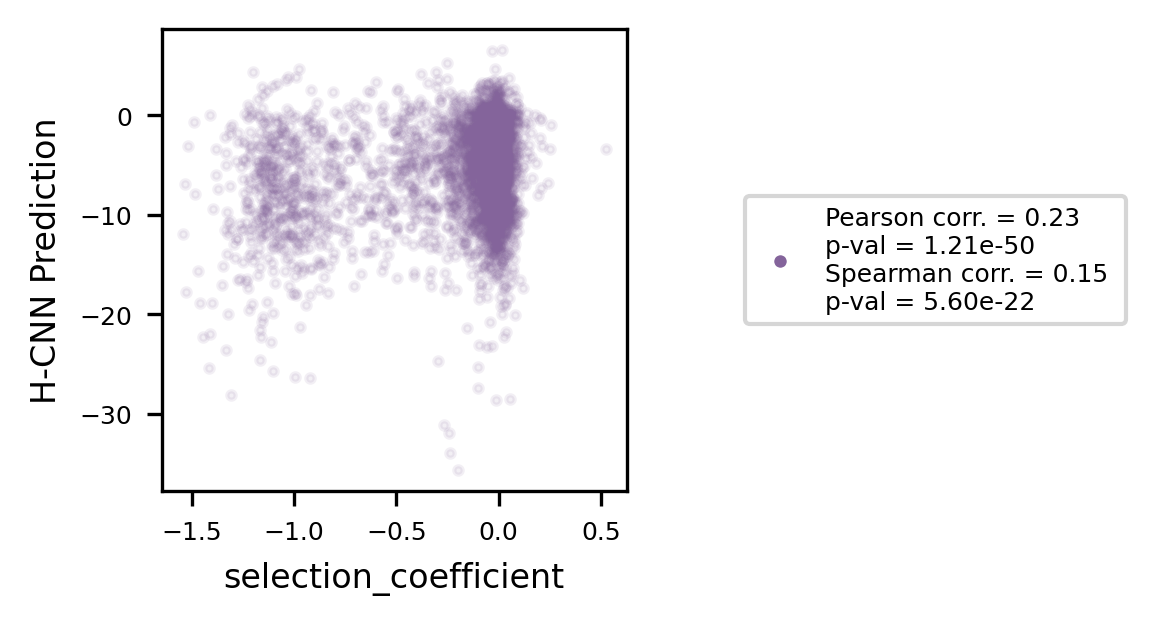 H-CNN Prediction
0
−10
−20
−30
−1.5
−1.0
−0.5
0.0
0.5
selection_coefficient
Pearson corr. = 0.23
p-val = 1.21e-50
Spearman corr. = 0.15
p-val = 5.60e-22